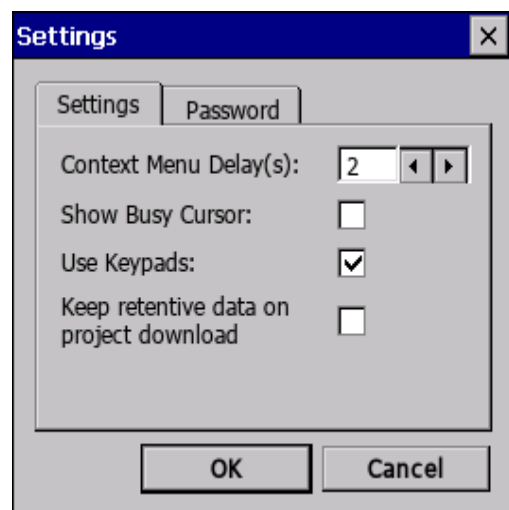 Settings
Settings
Password
Context Menu Delay(s): 2
Show Busy Cursor:
Use Keypads:
Keep retentive data on
project download
OK
Cancel